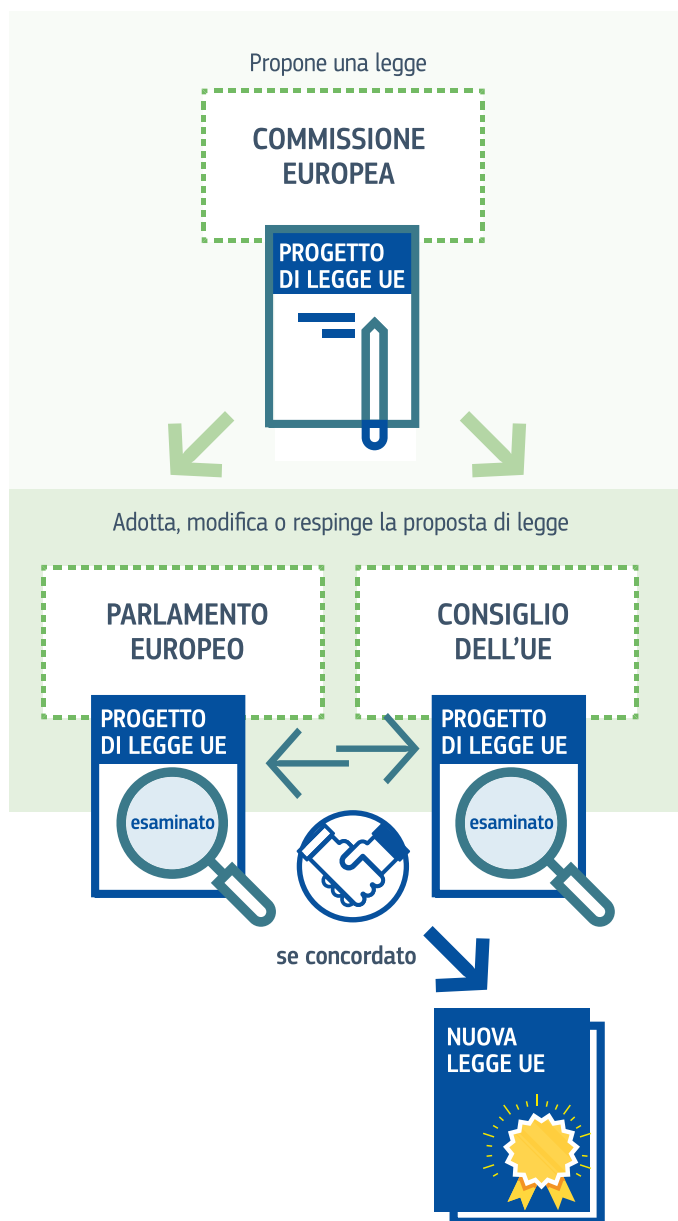 Propone una legge
COMMISSIONE
EUROPEA
PROGETTO
DI LEGGE UE
Adotta, modifica o respinge la proposta di legge
PARLAMENTO
EUROPEO
PROGETTO
DI LEGGE UE
esaminato
CONSIGLIO
DELL’UE
PROGETTO
DI LEGGE UE
esaminato
se concordato
NUOVA
LEGGE UE